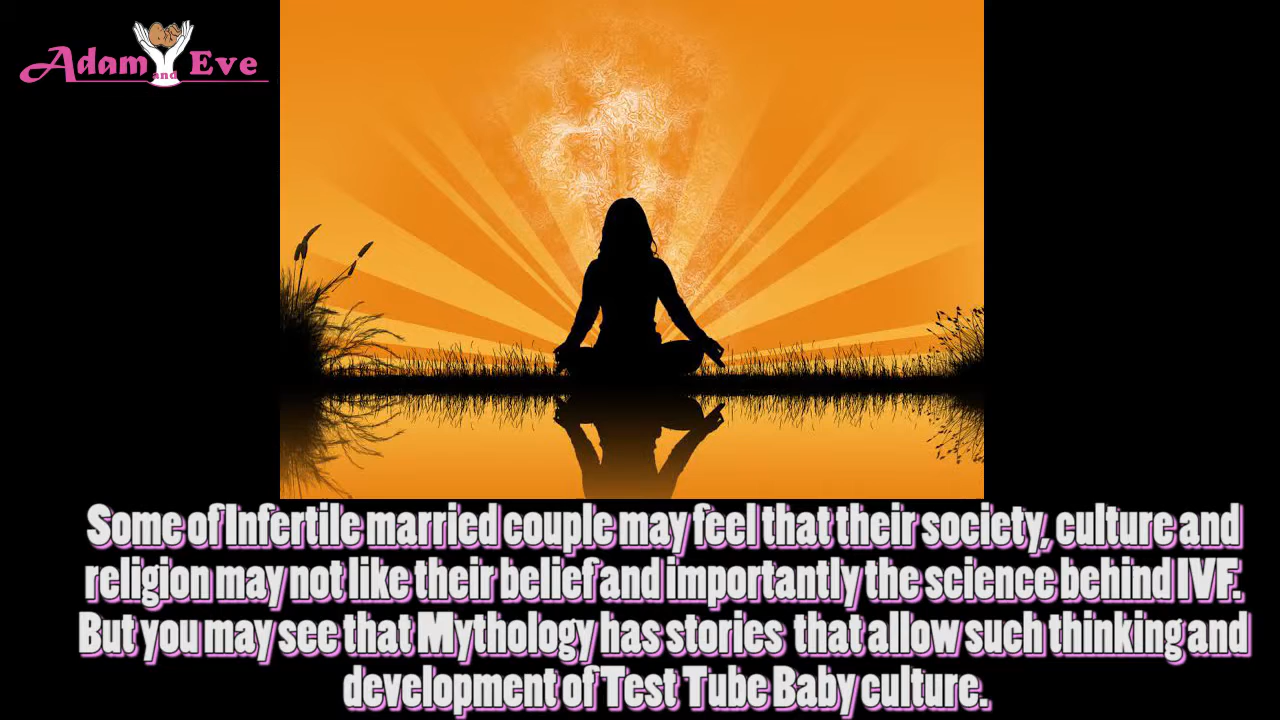 Adam and Eve
Some of Infertile married couple may feel that their society, culture and
religion may not like their belief and importantly the science behind IVF.
But you may see that Mythology has stories that allow such thinking and
development of Test Tube Baby culture.